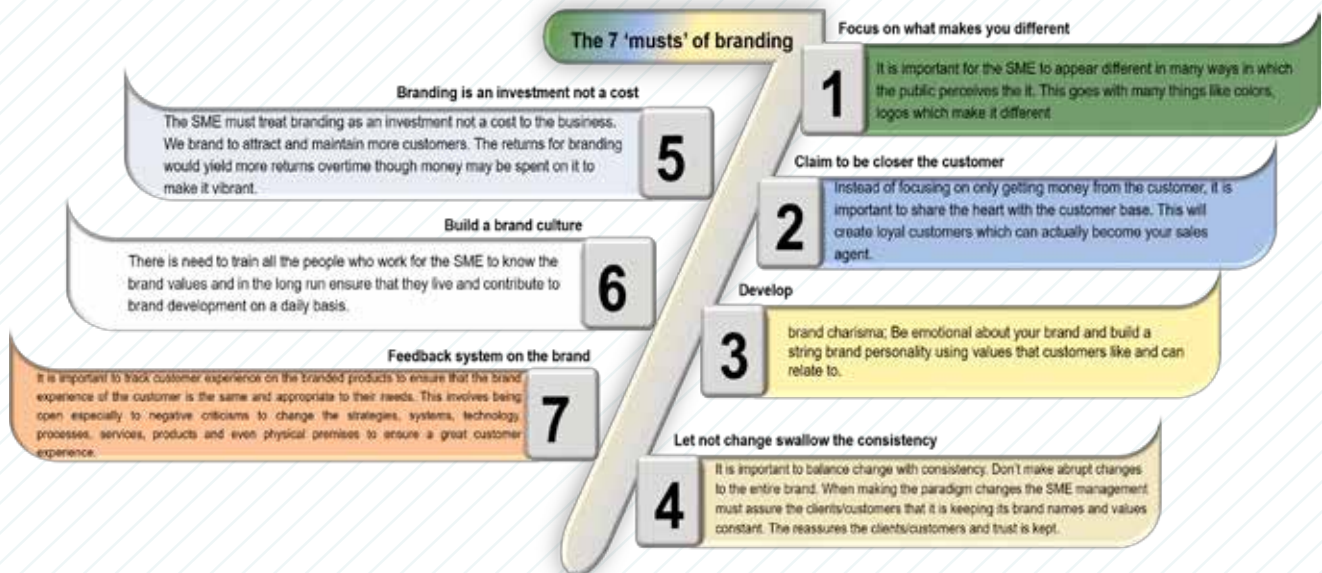 The 7 ‘musts’ of branding
Focus on what makes you different
1
It is important for the SME to appear different in many ways in which
the public perceives the it. This goes with many things like colors,
logos which make it different
Claim to be closer the customer
2
Instead of focusing on only getting money from the customer, it is
important to share the heart with the customer base. This will
create loyal customers which can actually become your sales
agent.
Develop
3
brand charisma; Be emotional about your brand and build a
string brand personality using values that customers like and can
relate to.
Let not change swallow the consistency
4
It is important to balance change with consistency. Don’t make abrupt changes
to the entire brand. When making the paradigm changes the SME management
must assure the clients/customers that it is keeping its brand names and values
constant. The reassures the clients/customers and trust is kept.
Branding is an investment not a cost
5
The SME must treat branding as an investment not a cost to the business.
We brand to attract and maintain more customers. The returns for branding
would yield more returns overtime though money may be spent on it to
make it vibrant.
Build a brand culture
6
There is need to train all the people who work for the SME to know the
brand values and in the long run ensure that they live and contribute to
brand development on a daily basis.
Feedback system on the brand
7
It is important to track customer experience on the branded products to ensure that the brand
experience of the customer is the same and appropriate to their needs. This involves being
open especially to negative criticisms to change the strategies, systems, technology,
processes, services, products and even physical premises to ensure a great customer
experience.